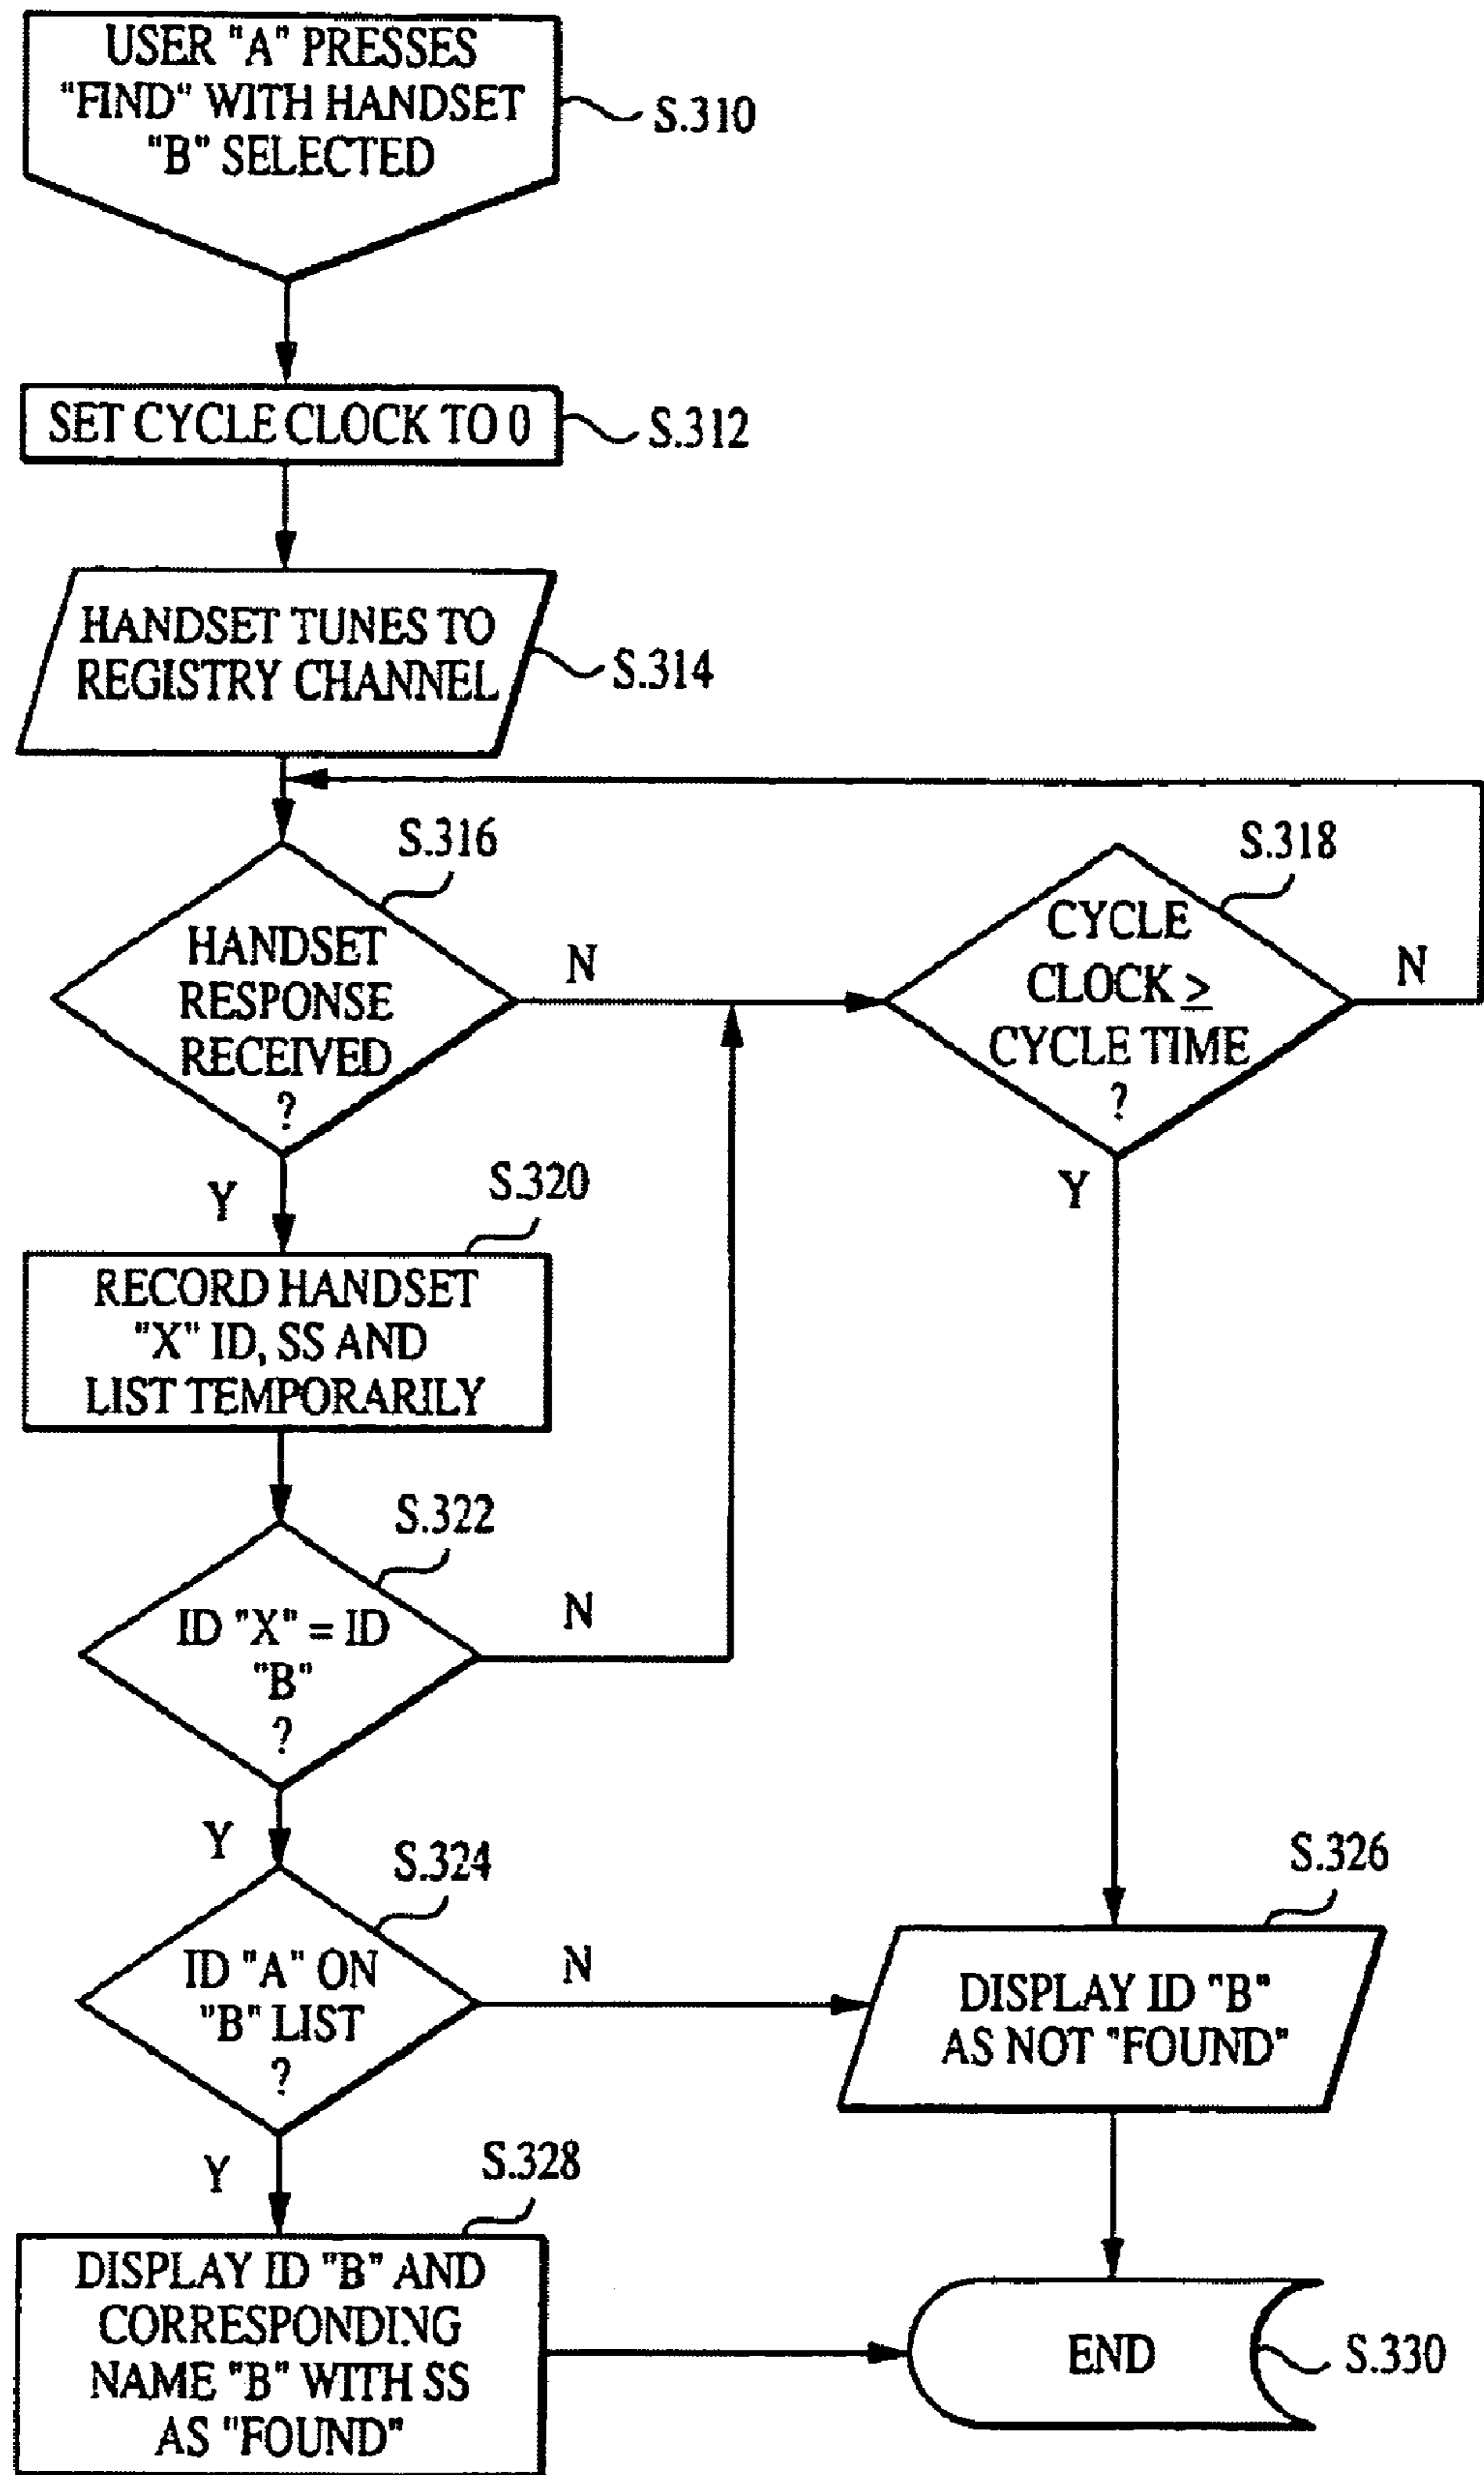 USER "A" PRESSES
"FIND" WITH HANDSET
"B" SELECTED
S.310
SET CYCLE CLOCK TO 0
S.312
HANDSET TUNES TO
REGISTRY CHANNEL
S.314
S.316
HANDSET
RESPONSE
RECEIVED
?
N
Y
S.318
CYCLE
CLOCK ≥
CYCLE TIME
?
N
Y
S.320
RECORD HANDSET
"X" ID, SS AND
LIST TEMPORARILY
S.322
ID "X" = ID
"B"
?
N
Y
S.324
ID "A" ON
"B" LIST
?
N
Y
S.326
DISPLAY ID "B"
AS NOT "FOUND"
S.328
DISPLAY ID "B" AND
CORRESPONDING
NAME "B" WITH SS
AS "FOUND"
END
S.330